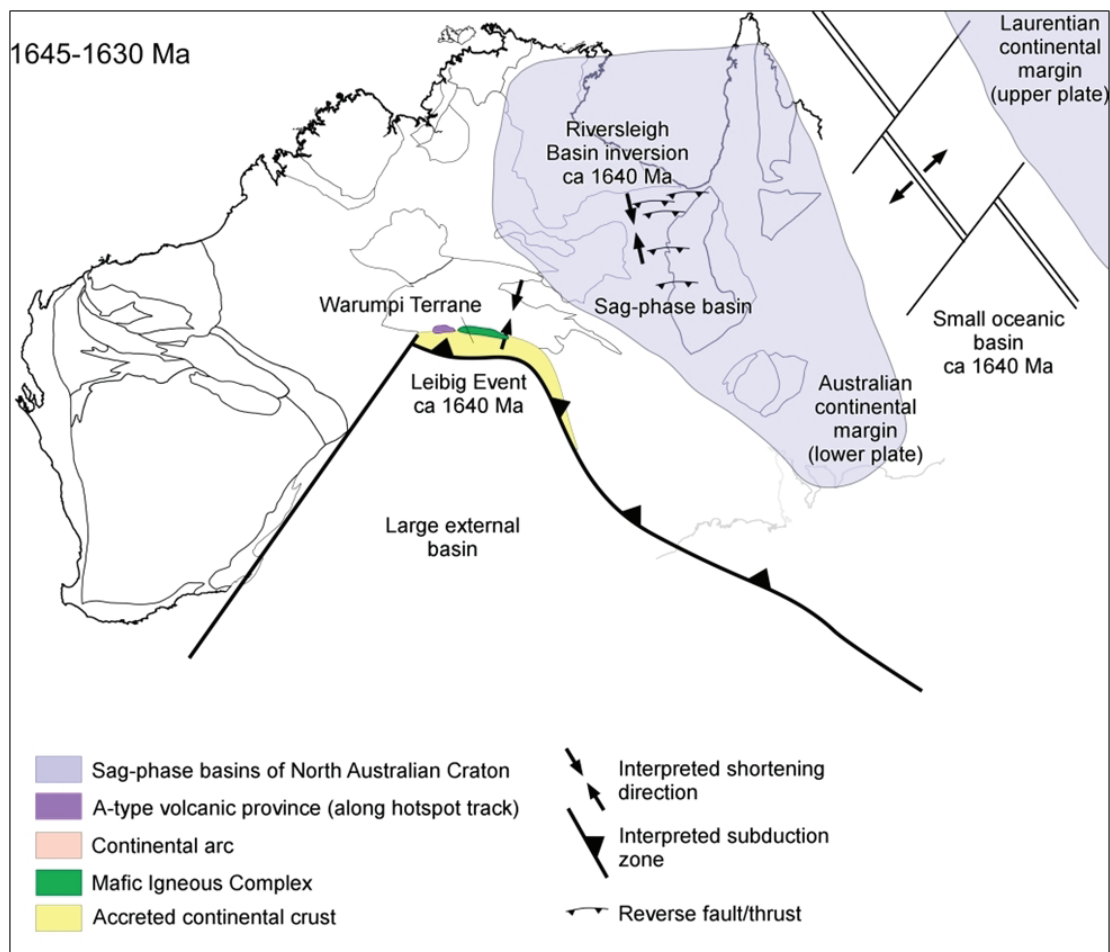 1645-1630 Ma
Laurentian
continental
margin
(upper plate)
Riversleigh
Basin inversion
ca 1640 Ma
Warumpi Terrane
Sag-phase basin
Small oceanic
basin
ca 1640 Ma
Leibig Event
ca 1640 Ma
Australian
continental
margin
(lower plate)
Large external
basin
Sag-phase basins of North Australian Craton
A-type volcanic province (along hotspot track)
Continental arc
Mafic Igneous Complex
Accreted continental crust
Interpreted shortening
direction
Interpreted subduction
zone
Reverse fault/thrust